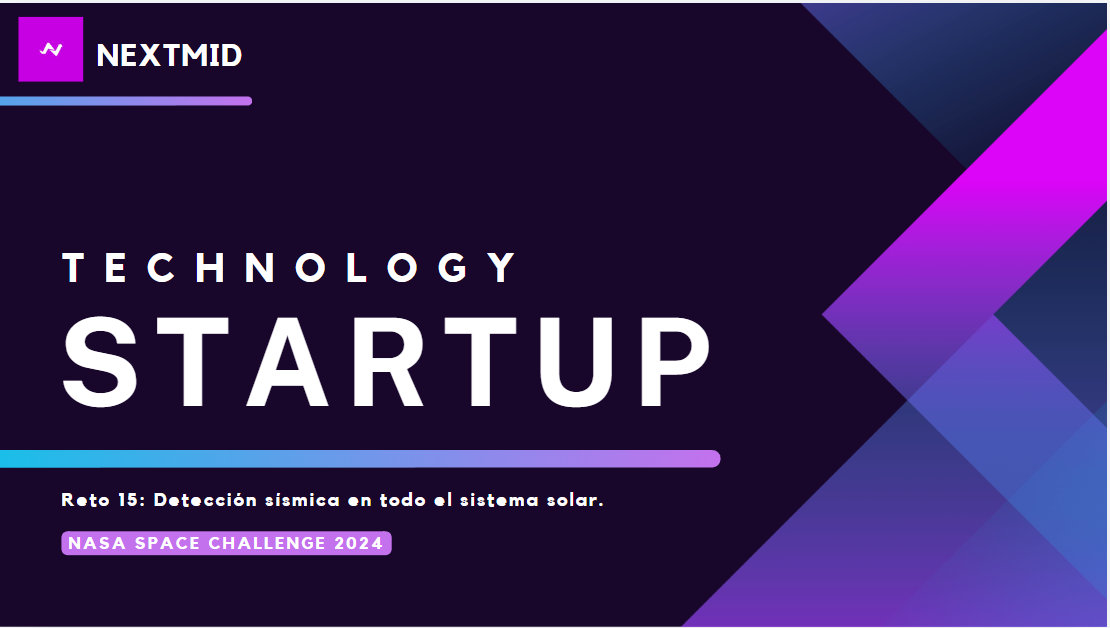 NEXTMID
TECHNOLOGY
STARTUP
Reto 15: Detección sísmica en todo el sistema solar.
NASA SPACE CHALLENGE 2024